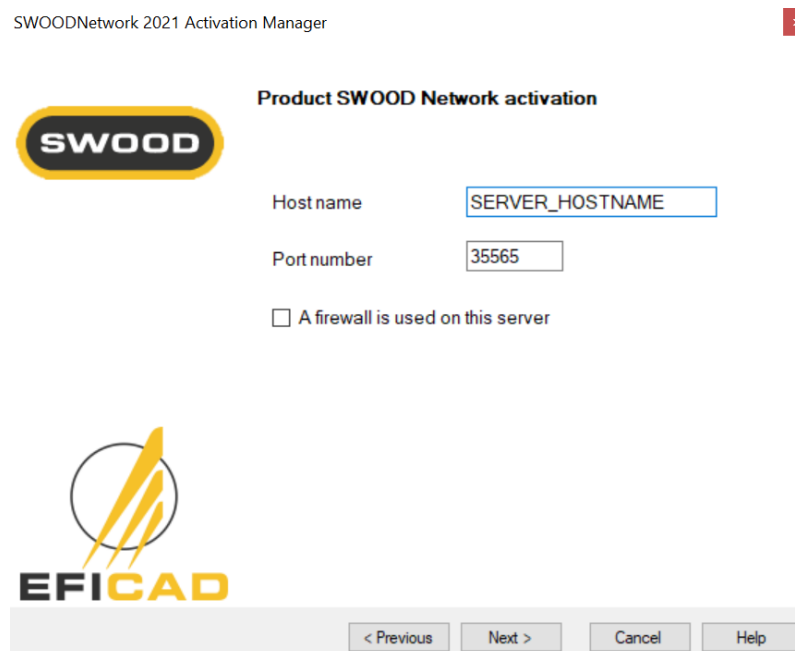 SWOODNetwork 2021 Activation Manager
Product SWOOD Network activation
SWOOD
Host name SERVER_HOSTNAME
Port number 35565
A firewall is used on this server
EFICAD
< Previous Next > Cancel Help